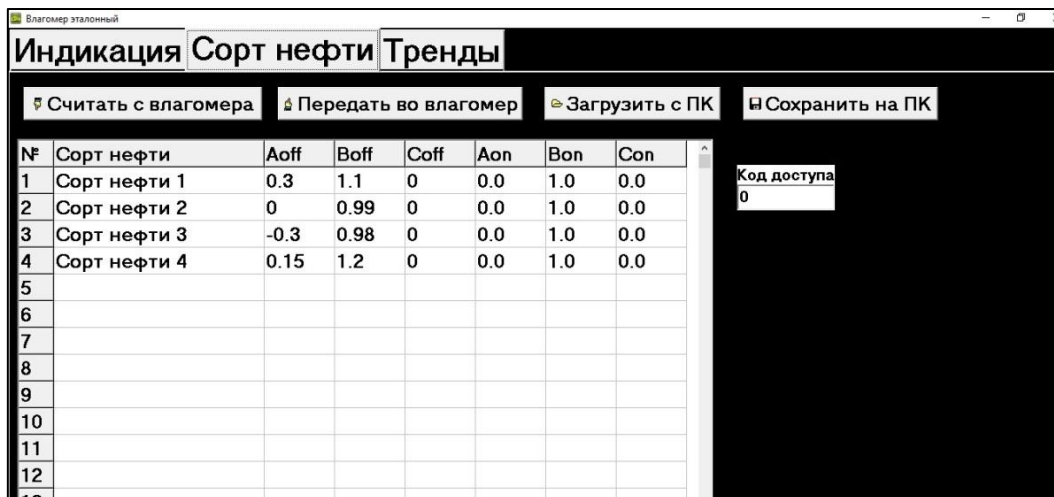 Влагомер эталонный
Индикация Сорт нефти Тренды
Считать с влагомера Передать во влагомер Загрузить с ПК Сохранить на ПК
№ Сорт нефти Aoff Boff Coff Aon Bon Con
Код доступа
0
1 Сорт нефти 1 0.3 1.1 0 0.0 1.0 0.0
2 Сорт нефти 2 0 0.99 0 0.0 1.0 0.0
3 Сорт нефти 3 -0.3 0.98 0 0.0 1.0 0.0
4 Сорт нефти 4 0.15 1.2 0 0.0 1.0 0.0
5
6
7
8
9
10
11
12